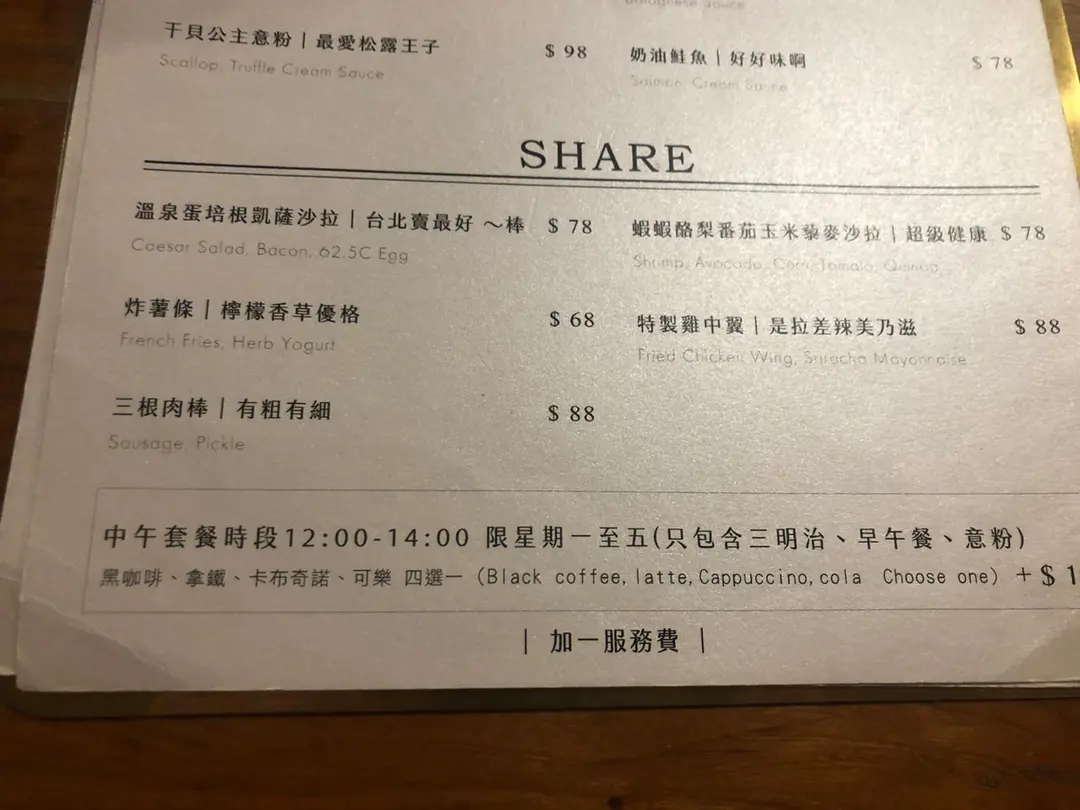 Bolognese Sauce
干貝公主意粉｜最愛松露王子 $ 98
Scallop, Truffle Cream Sauce
奶油鮭魚｜好好味啊 $ 78
Salmon, Cream Sauce
SHARE
溫泉蛋培根凱薩沙拉｜台北賣最好 ～棒 $ 78
Caesar Salad, Bacon, 62.5C Egg
蝦蝦酪梨番茄玉米藜麥沙拉｜超級健康 $ 78
Shrimp, Avocado, Corn, Tomato, Quinoa
炸薯條｜檸檬香草優格 $ 68
French Fries, Herb Yogurt
特製雞中翼｜是拉差辣美乃滋 $ 88
Fried Chicken Wing, Sriracha Mayonnaise
三根肉棒｜有粗有細 $ 88
Sausage, Pickle
中午套餐時段12:00-14:00 限星期一至五(只包含三明治、早午餐、意粉)
黑咖啡、拿鐵、卡布奇諾、可樂 四選一 (Black coffee,latte,Cappuccino,cola Choose one) +$ 1
｜ 加一服務費 ｜